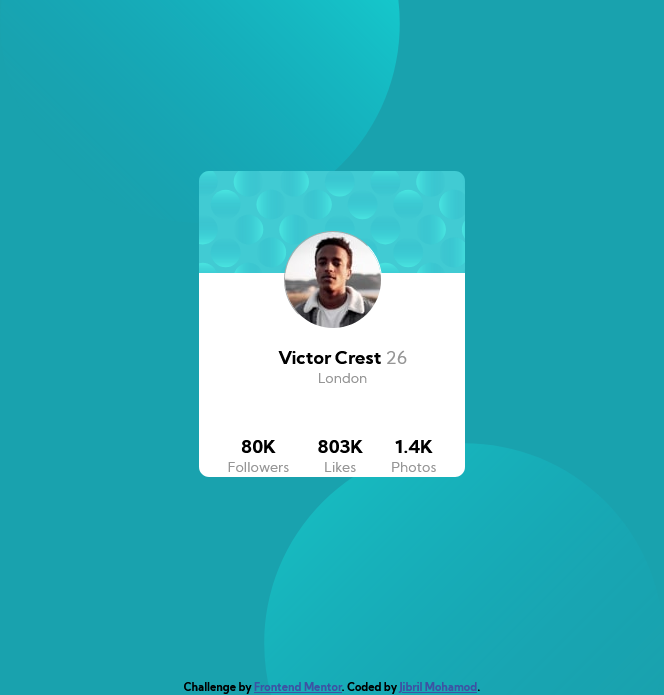 Victor Crest 26
London
80K 803K 1.4K
Followers Likes Photos
Challenge by Frontend Mentor. Coded by Jibril Mohamod.